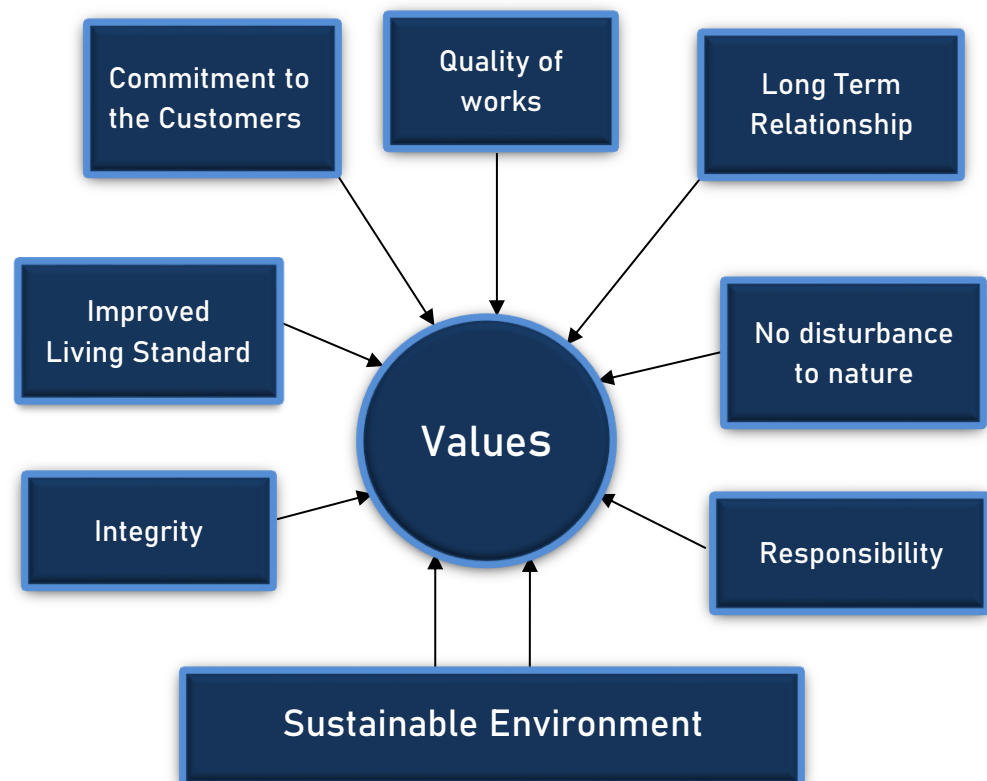 Commitment to
the Customers
Quality of
works
Long Term
Relationship
Improved
Living Standard
No disturbance
to nature
Values
Integrity
Responsibility
Sustainable Environment